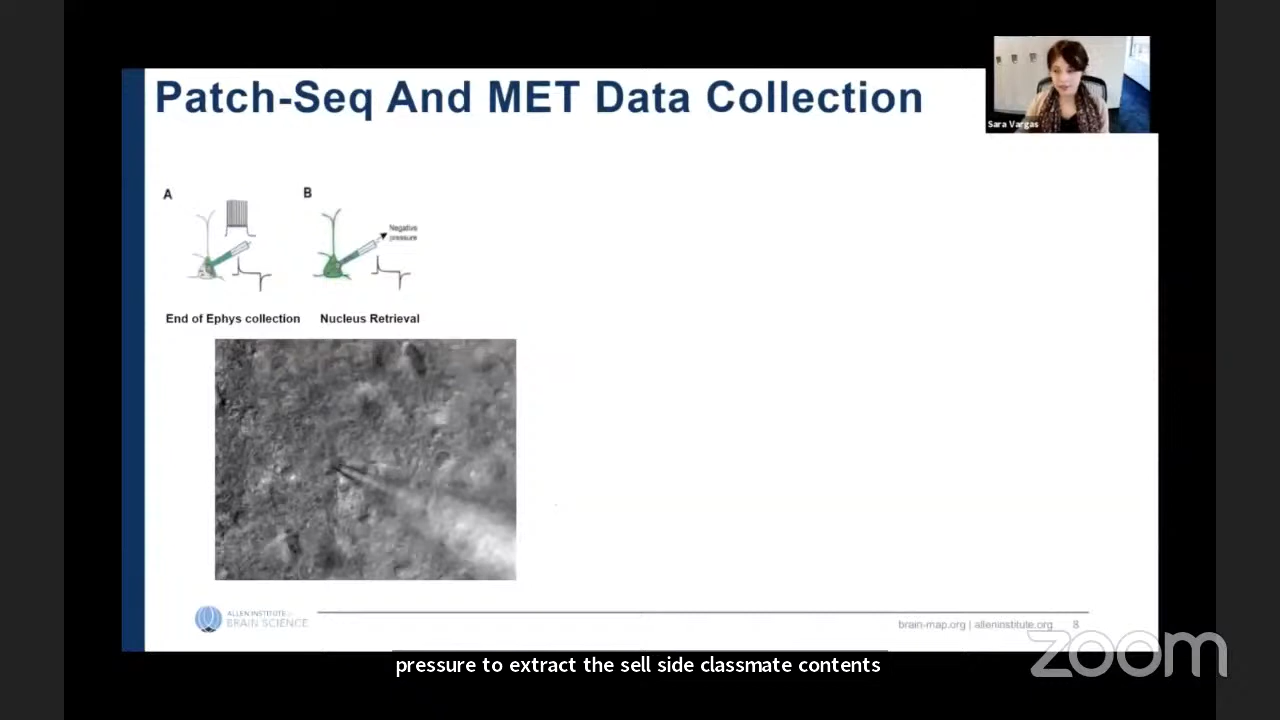 Patch-Seq And MET Data Collection
Sara Vargas
A
B
Negative
pressure
End of Ephys collection
Nucleus Retrieval
ALLEN INSTITUTE for
BRAIN SCIENCE
brain-map.org | alleninstitute.org
8
zoom
pressure to extract the sell side classmate contents